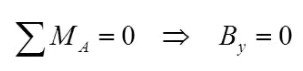 ∑ M_A = 0 ⇒ B_y = 0